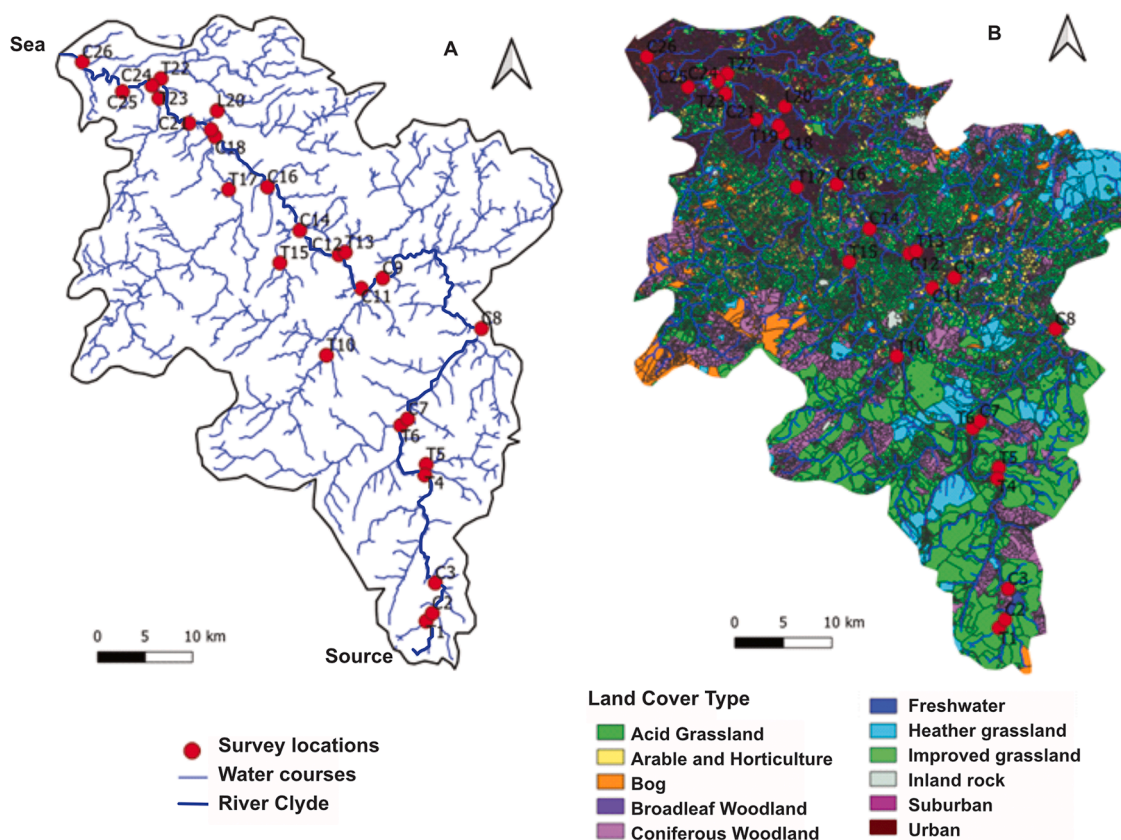 A
Sea
C26
T22
C24
C25
T23
L20
C21
C18
T17
C16
C14
C12
T13
T15
C9
C11
C8
T10
C7
T6
T5
T4
C3
C2
T1
0 5 10 km
Source
Survey locations
Water courses
River Clyde
B
C26
T22
C24
C25
T23
L20
C21
T19
C18
T17
C16
C14
T13
T15
C12
C9
C11
C8
T10
C7
T6
T5
T4
C3
C2
T1
0 5 10 km
Land Cover Type
Acid Grassland
Arable and Horticulture
Bog
Broadleaf Woodland
Coniferous Woodland
Freshwater
Heather grassland
Improved grassland
Inland rock
Suburban
Urban